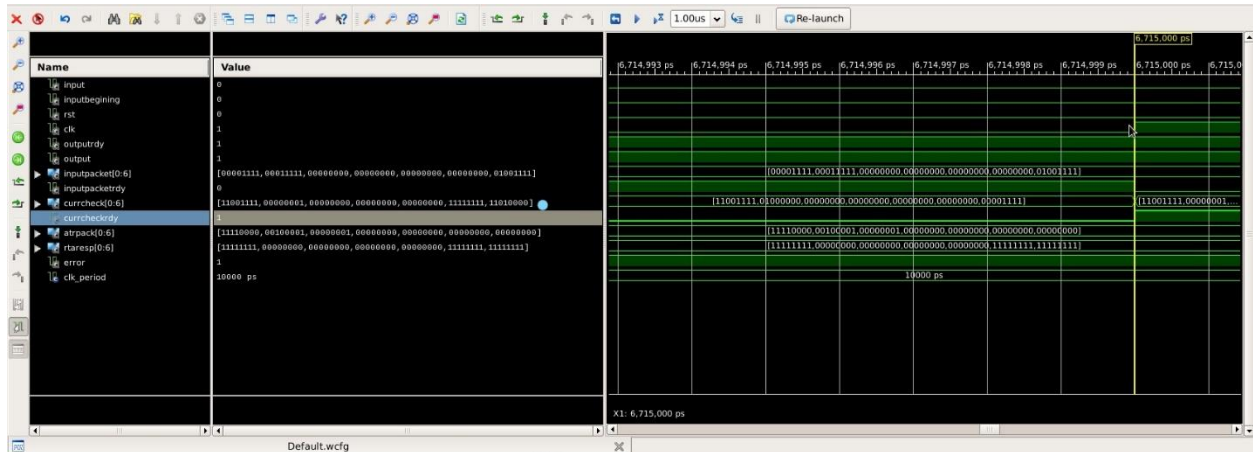 1.00us
Re-launch
6,715,000 ps
Name
Value
6,714,993 ps
6,714,994 ps
6,714,995 ps
6,714,996 ps
6,714,997 ps
6,714,998 ps
6,714,999 ps
6,715,000 ps
6,715,0
input
0
inputbegining
0
rst
0
clk
1
outputrdy
1
output
1
inputpacket[0:6]
[00001111,00011111,00000000,00000000,00000000,00000000,01001111]
[00001111,00011111,00000000,00000000,00000000,00000000,01001111]
inputpacketrdy
0
currcheck[0:6]
[11001111,00000001,00000000,00000000,00000000,11111111,11010000]
[11001111,01000000,00000000,00000000,00000000,00000000,00001111]
[11001111,00000001,...
currcheckrdy
1
atrpack[0:6]
[11110000,00100001,00000001,00000000,00000000,00000000,00000000]
[11110000,00100001,00000001,00000000,00000000,00000000,00000000]
rtaresp[0:6]
[11111111,00000000,00000000,00000000,00000000,11111111,11111111]
[11111111,00000000,00000000,00000000,00000000,11111111,11111111]
error
1
clk_period
10000 ps
10000 ps
X1: 6,715,000 ps
Default.wcfg